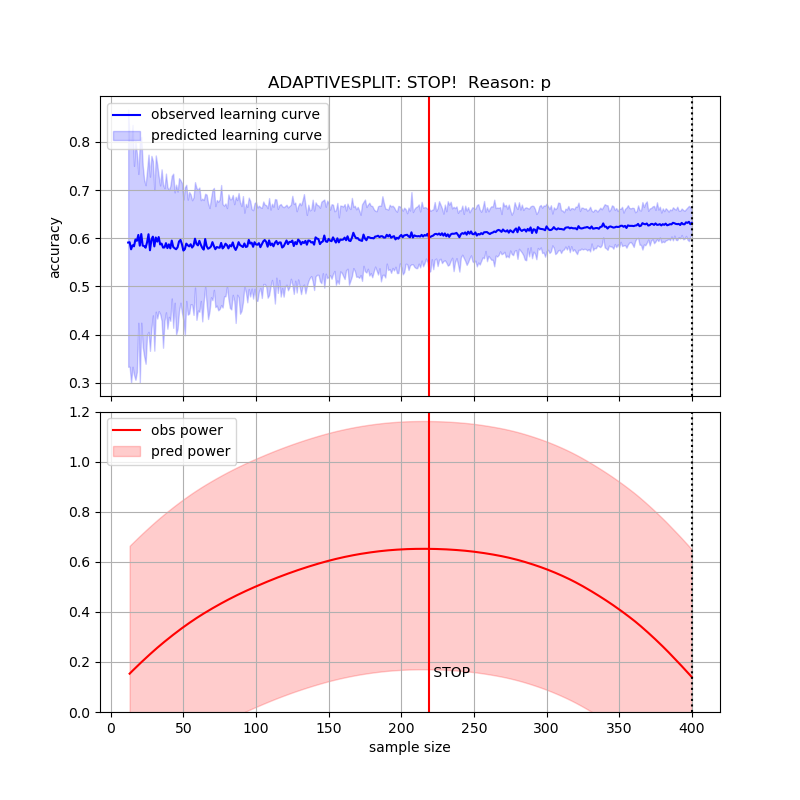 ADAPTIVESPLIT: STOP!  Reason: p
observed learning curve
predicted learning curve
accuracy
0.8
0.7
0.6
0.5
0.4
0.3
obs power
pred power
1.2
1.0
0.8
0.6
0.4
0.2
0.0
STOP
0 50 100 150 200 250 300 350 400
sample size